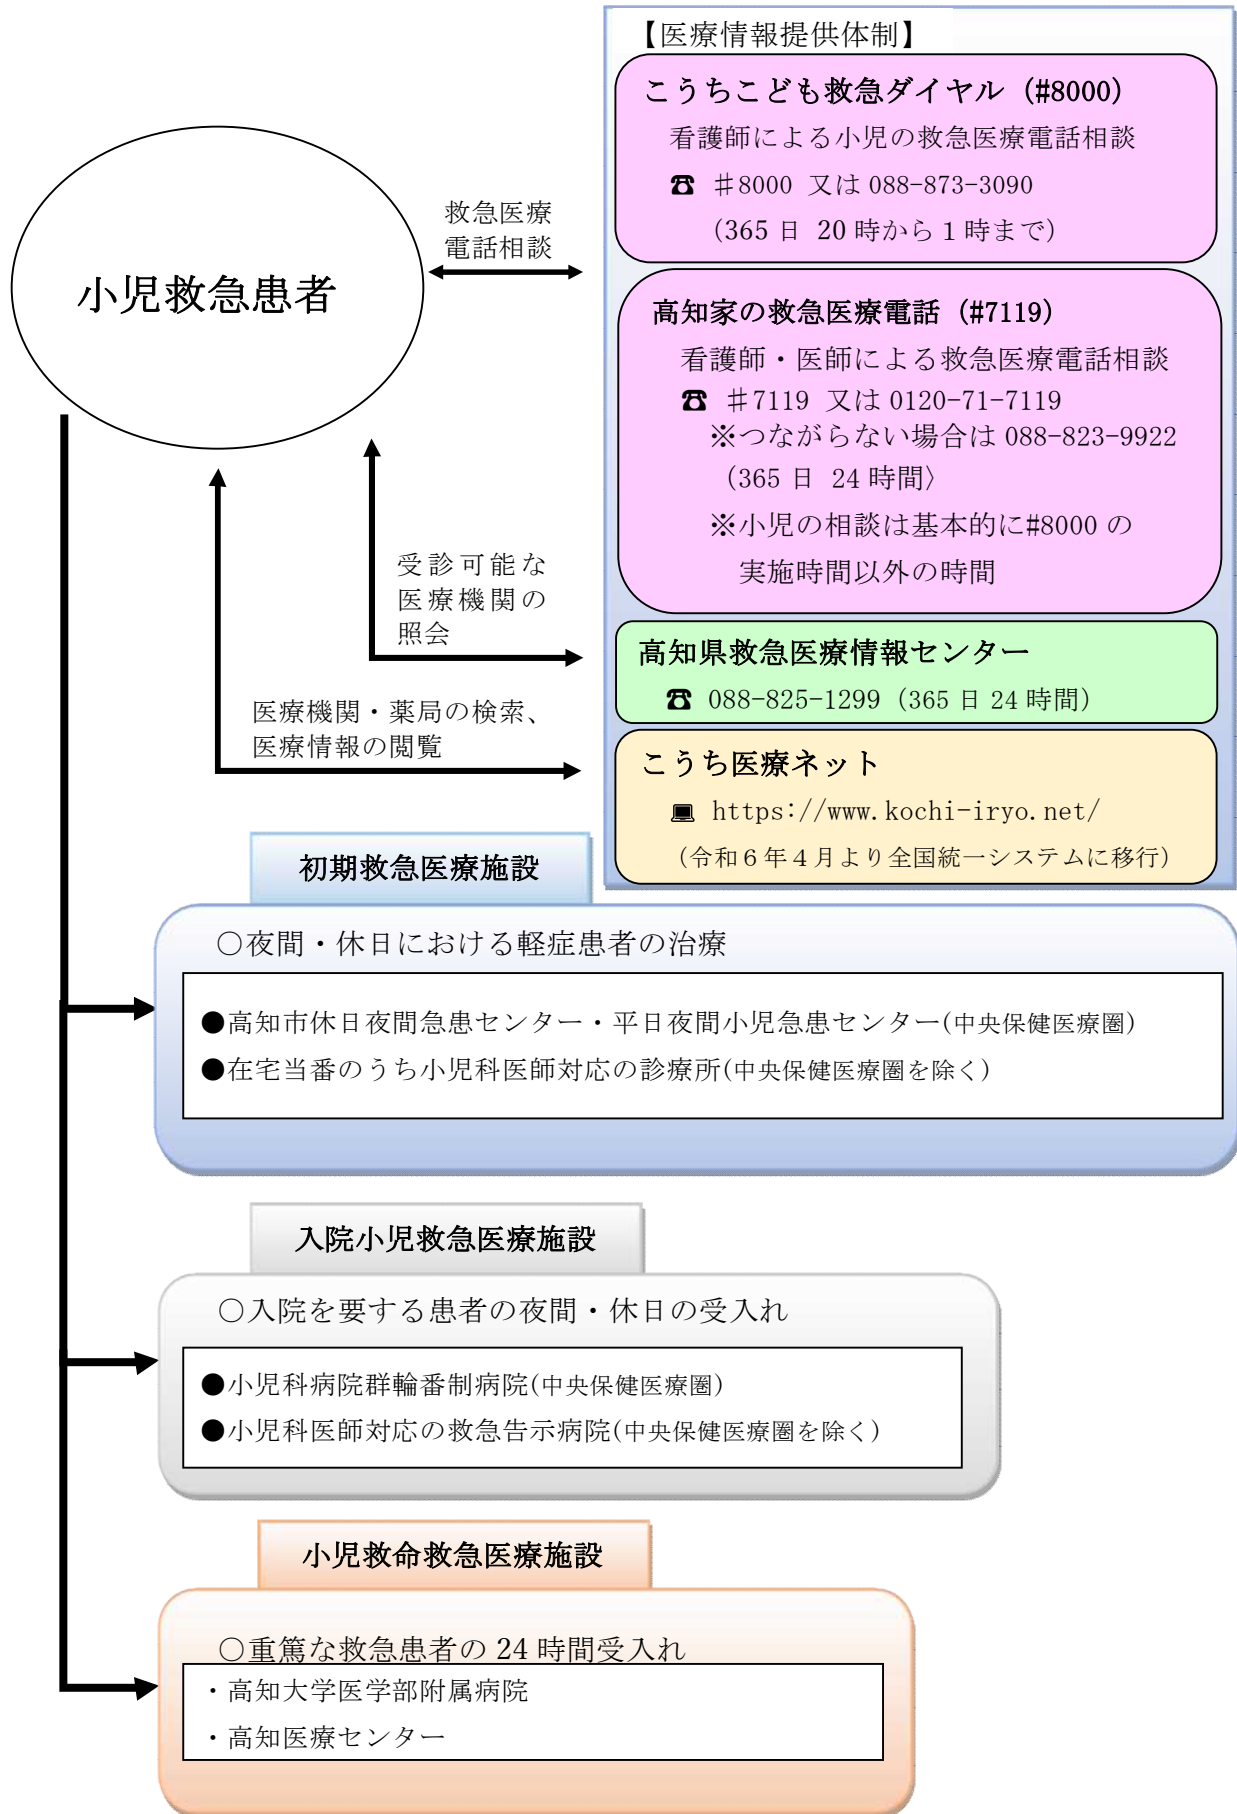 【医療情報提供体制】
こうちこども救急ダイヤル（#8000）
看護師による小児の救急医療電話相談
☎ ♯8000 又は 088-873-3090
（365 日 20 時から 1 時まで）
救急医療
電話相談
小児救急患者
高知家の救急医療電話（#7119）
看護師・医師による救急医療電話相談
☎ ♯7119 又は 0120-71-7119
※つながらない場合は 088-823-9922
（365 日 24 時間〉
※小児の相談は基本的に#8000 の
実施時間以外の時間
受診可能な
医療機関の
照会
高知県救急医療情報センター
☎ 088-825-1299（365 日 24 時間）
医療機関・薬局の検索、
医療情報の閲覧
こうち医療ネット
💻 https://www.kochi-iryo.net/
（令和６年４月より全国統一システムに移行）
初期救急医療施設
○夜間・休日における軽症患者の治療
●高知市休日夜間急患センター・平日夜間小児急患センター(中央保健医療圏)
●在宅当番のうち小児科医師対応の診療所(中央保健医療圏を除く)
入院小児救急医療施設
○入院を要する患者の夜間・休日の受入れ
●小児科病院群輪番制病院(中央保健医療圏)
●小児科医師対応の救急告示病院(中央保健医療圏を除く)
小児救命救急医療施設
○重篤な救急患者の 24 時間受入れ
・高知大学医学部附属病院
・高知医療センター